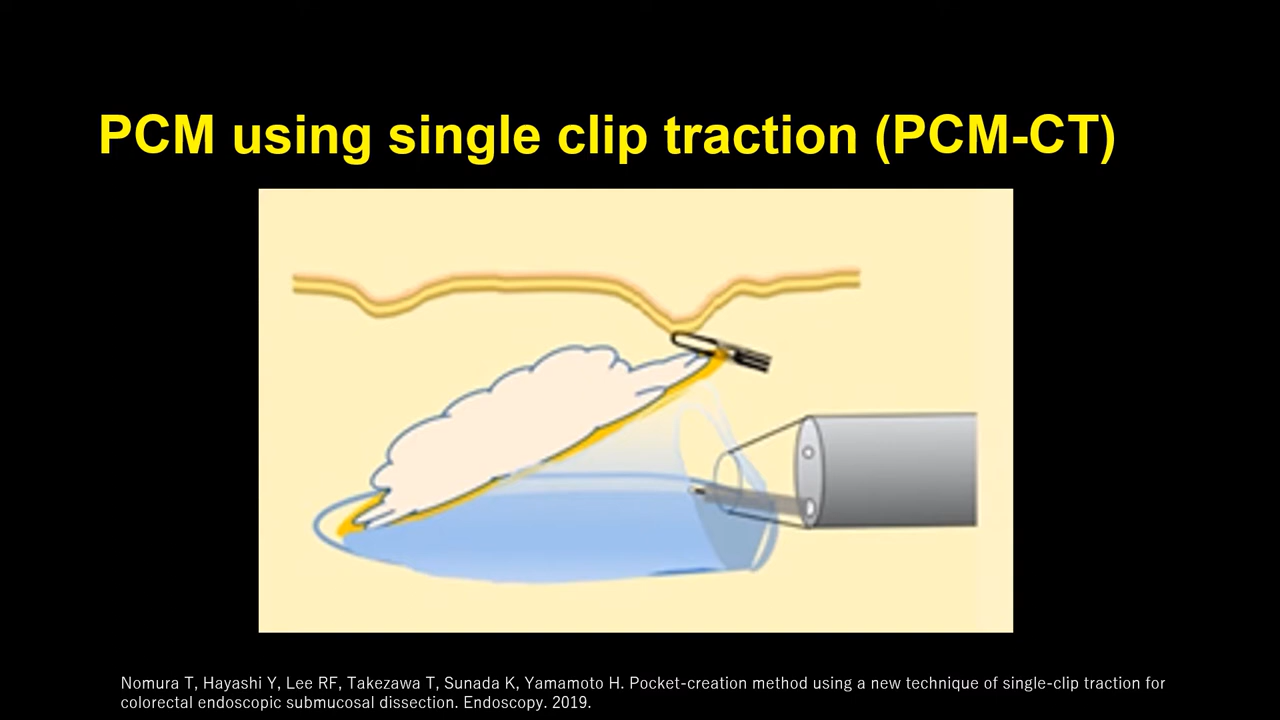 PCM using single clip traction (PCM-CT)
Nomura T, Hayashi Y, Lee RF, Takezawa T, Sunada K, Yamamoto H. Pocket-creation method using a new technique of single-clip traction for
colorectal endoscopic submucosal dissection. Endoscopy. 2019.